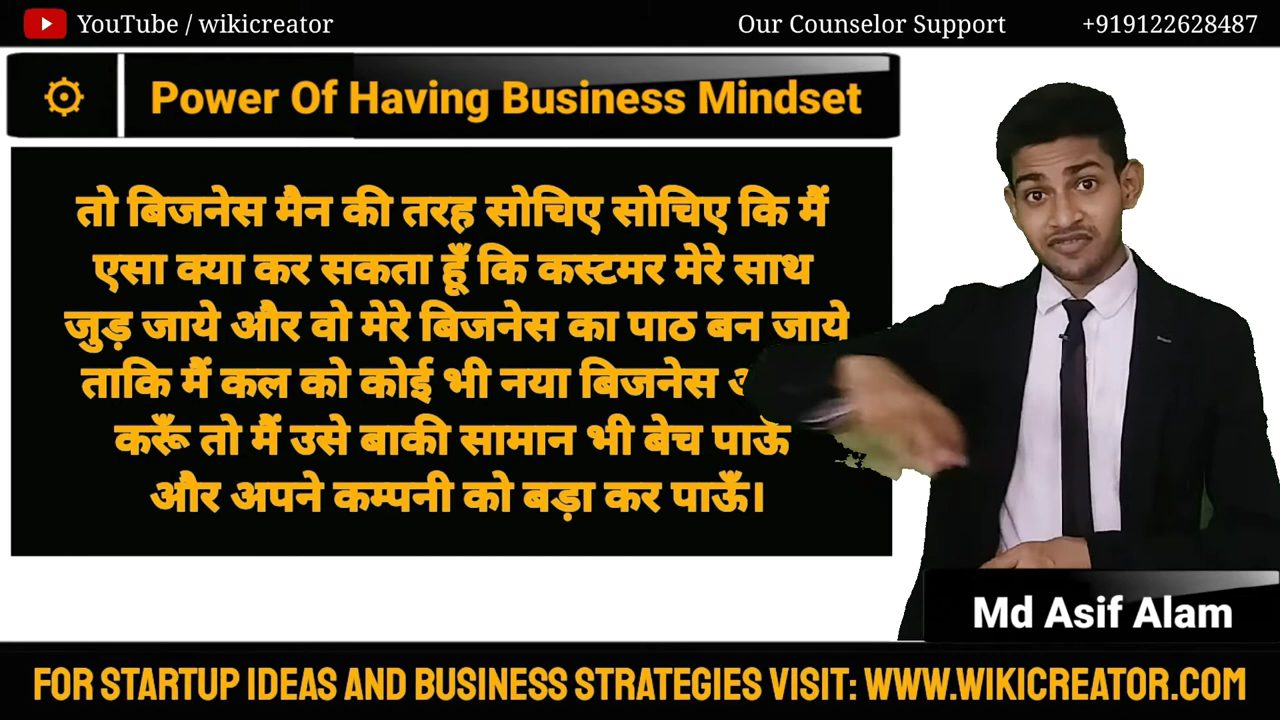 YouTube / wikicreator
Our Counselor Support
+919122628487
Power Of Having Business Mindset
तो बिजनेस मैन की तरह सोचिए सोचिए कि मैं
एसा क्या कर सकता हूँ कि कस्टमर मेरे साथ
जुड़ जाये और वो मेरे बिजनेस का पाठ बन जाये
ताकि मैं कल को कोई भी नया बिजनेस
करूँ तो मैं उसे बाकी सामान भी बेच पाऊँ
और अपने कम्पनी को बड़ा कर पाऊँ।
Md Asif Alam
FOR STARTUP IDEAS AND BUSINESS STRATEGIES VISIT: WWW.WIKICREATOR.COM